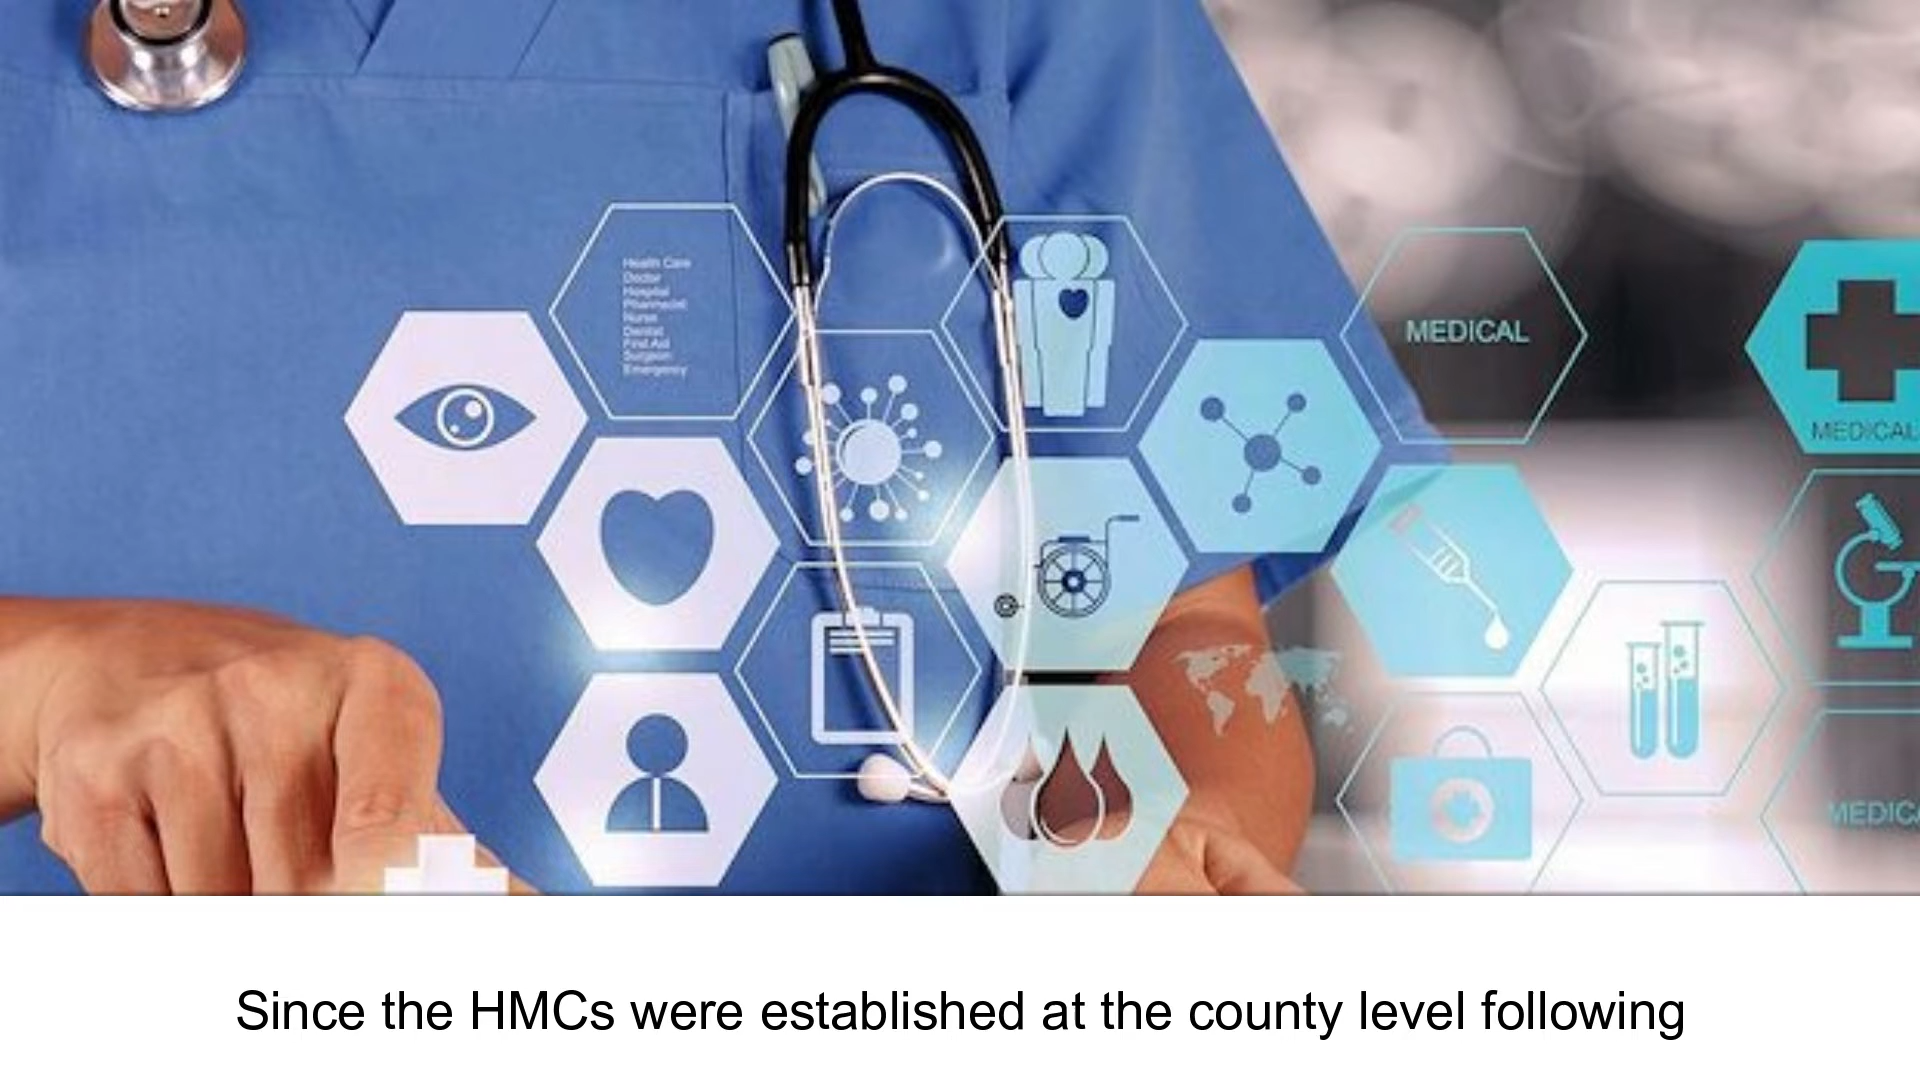 Health Care
Doctor
Hospital
Pharmacist
Nurse
Dentist
First Aid
Surgeon
Emergency
MEDICAL
MEDICAL
MEDICA
Since the HMCs were established at the county level following